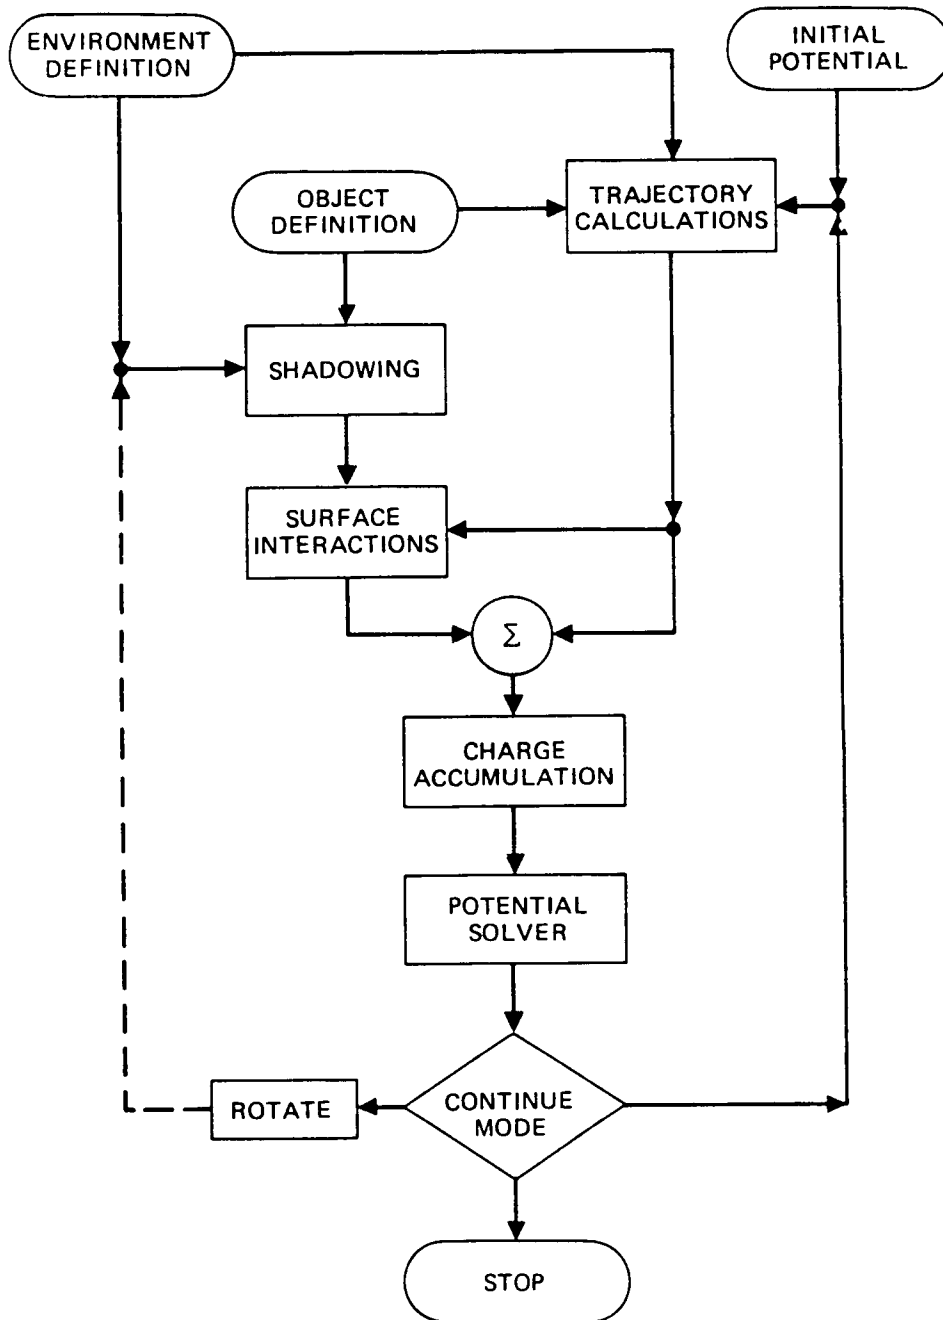 ENVIRONMENT
DEFINITION
INITIAL
POTENTIAL
OBJECT
DEFINITION
TRAJECTORY
CALCULATIONS
SHADOWING
SURFACE
INTERACTIONS
Σ
CHARGE
ACCUMULATION
POTENTIAL
SOLVER
CONTINUE
MODE
ROTATE
STOP